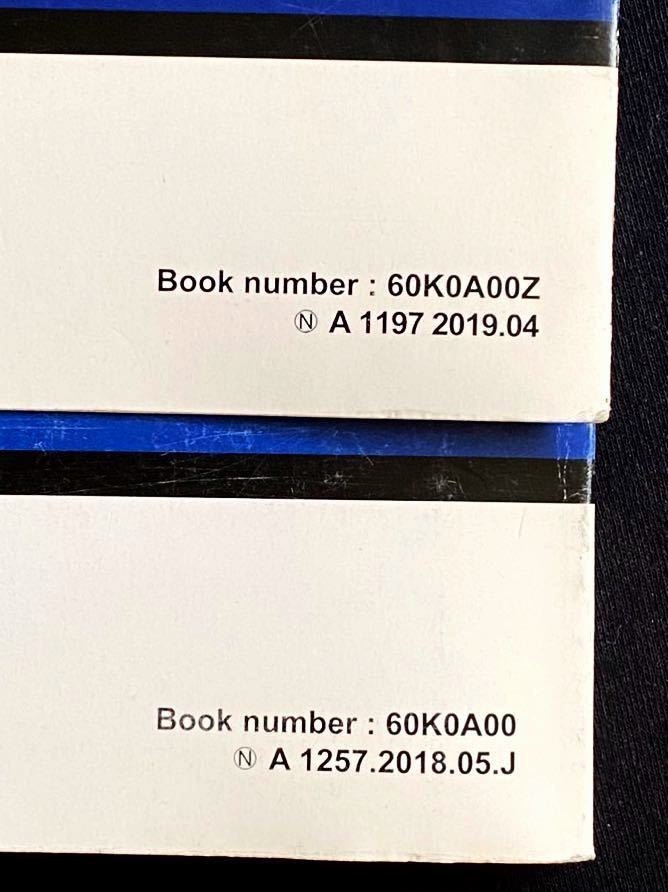 Book number : 60K0A00Z
Ⓝ A 1197 2019.04
Book number : 60K0A00
Ⓝ A 1257.2018.05.J